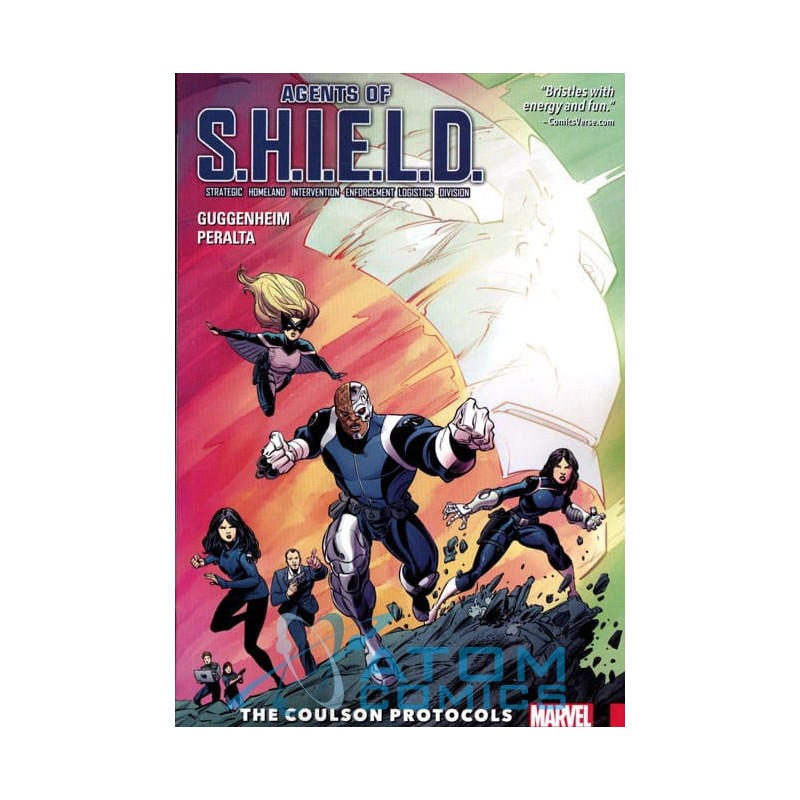 AGENTS OF
S.H.I.E.L.D.
STRATEGIC HOMELAND INTERVENTION ENFORCEMENT LOGISTICS DIVISION
GUGGENHEIM
PERALTA
"Bristles with
energy and fun."
–ComicsVerse.com
ATOM
COMICS
THE COULSON PROTOCOLS
MARVEL